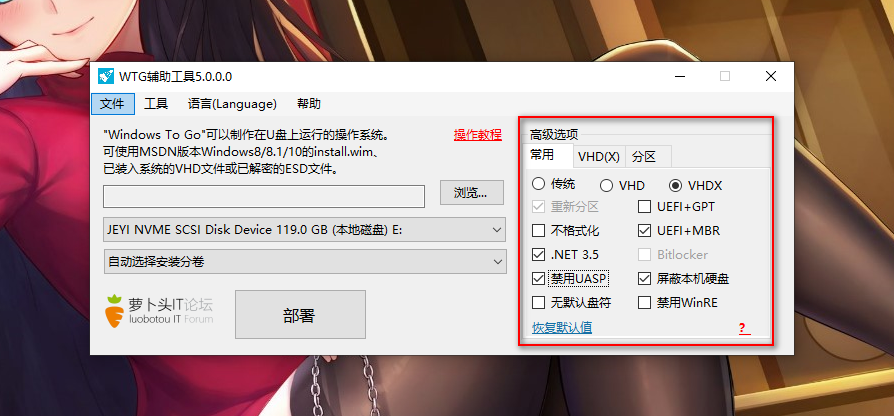 WTG辅助工具5.0.0.0
文件 工具 语言(Language) 帮助
"Windows To Go"可以制作在U盘上运行的操作系统。
操作教程
可使用MSDN版本Windows8/8.1/10的install.wim、
已装入系统的VHD文件或已解密的ESD文件。
浏览...
JEYI NVME SCSI Disk Device 119.0 GB (本地磁盘) E:
自动选择安装分卷
萝卜头IT论坛
luobotou IT Forum
部署
高级选项
常用 VHD(X) 分区
传统 VHD VHDX
重新分区 UEFI+GPT
不格式化 UEFI+MBR
.NET 3.5 Bitlocker
禁用UASP 屏蔽本机硬盘
无默认盘符 禁用WinRE
恢复默认值 ?